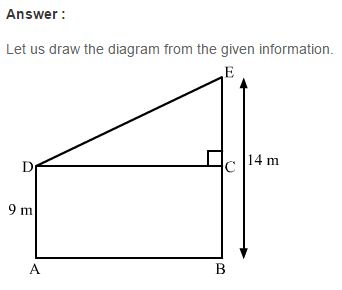 Answer :
Let us draw the diagram from the given information.
E
D
C
14 m
9 m
A
B